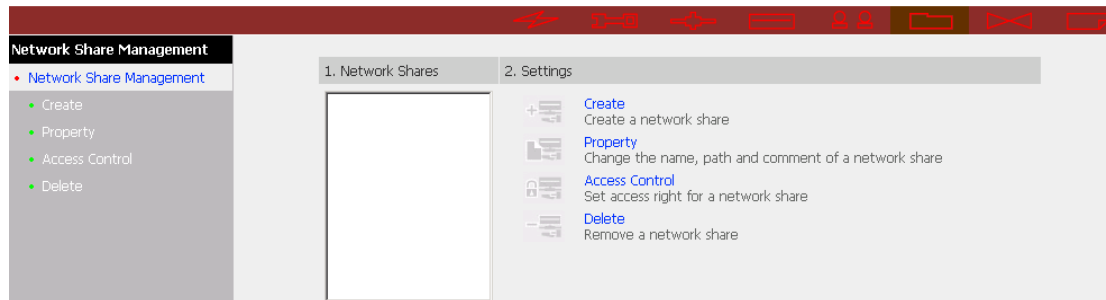 Network Share Management
Network Share Management
Create
Property
Access Control
Delete
1. Network Shares
2. Settings
Create
Create a network share
Property
Change the name, path and comment of a network share
Access Control
Set access right for a network share
Delete
Remove a network share